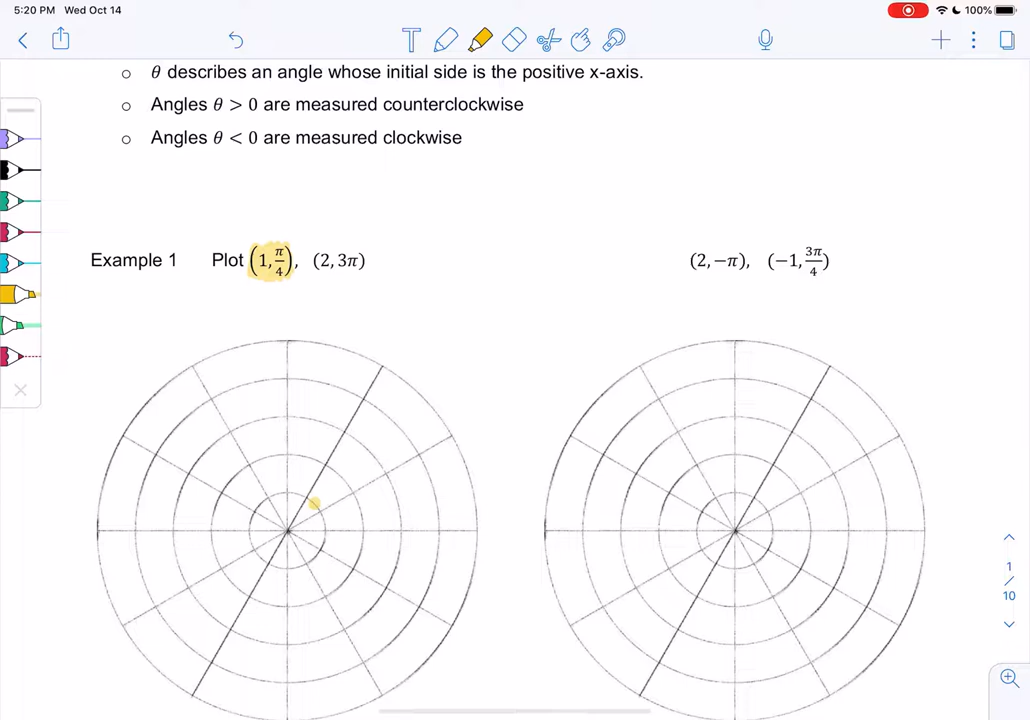 5:20 PM Wed Oct 14
100%
θ describes an angle whose initial side is the positive x-axis.
Angles θ > 0 are measured counterclockwise
Angles θ < 0 are measured clockwise
Example 1 Plot (1, π/4), (2, 3π) (2, −π), (−1, 3π/4)
1
/
10